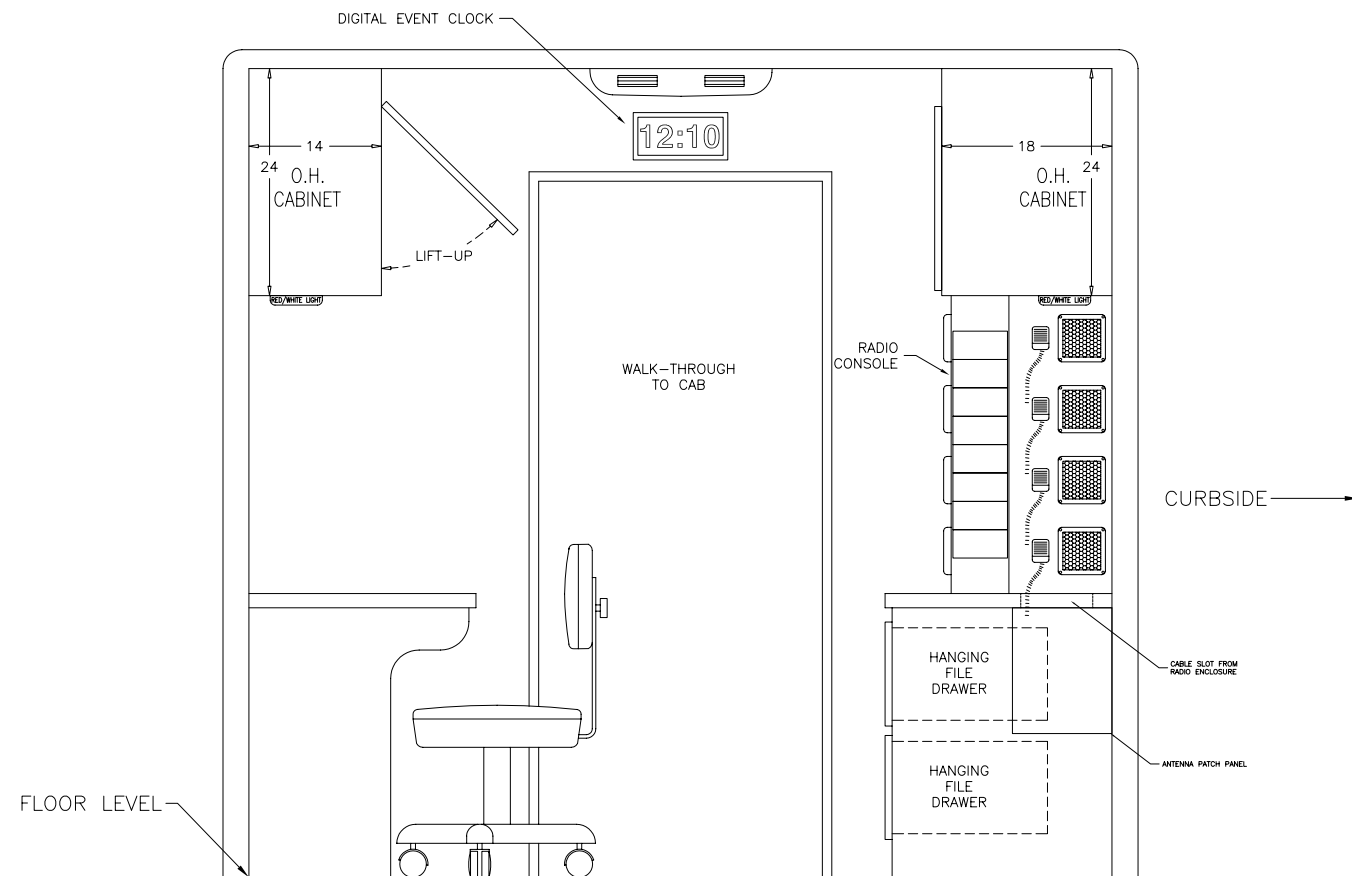 DIGITAL EVENT CLOCK
12:10
14
24
O.H.
CABINET
18
24
O.H.
CABINET
LIFT-UP
RED/WHITE LIGHT
RED/WHITE LIGHT
RADIO
CONSOLE
WALK-THROUGH
TO CAB
CURBSIDE
HANGING
FILE
DRAWER
CABLE SLOT FROM
RADIO ENCLOSURE
ANTENNA PATCH PANEL
HANGING
FILE
DRAWER
FLOOR LEVEL